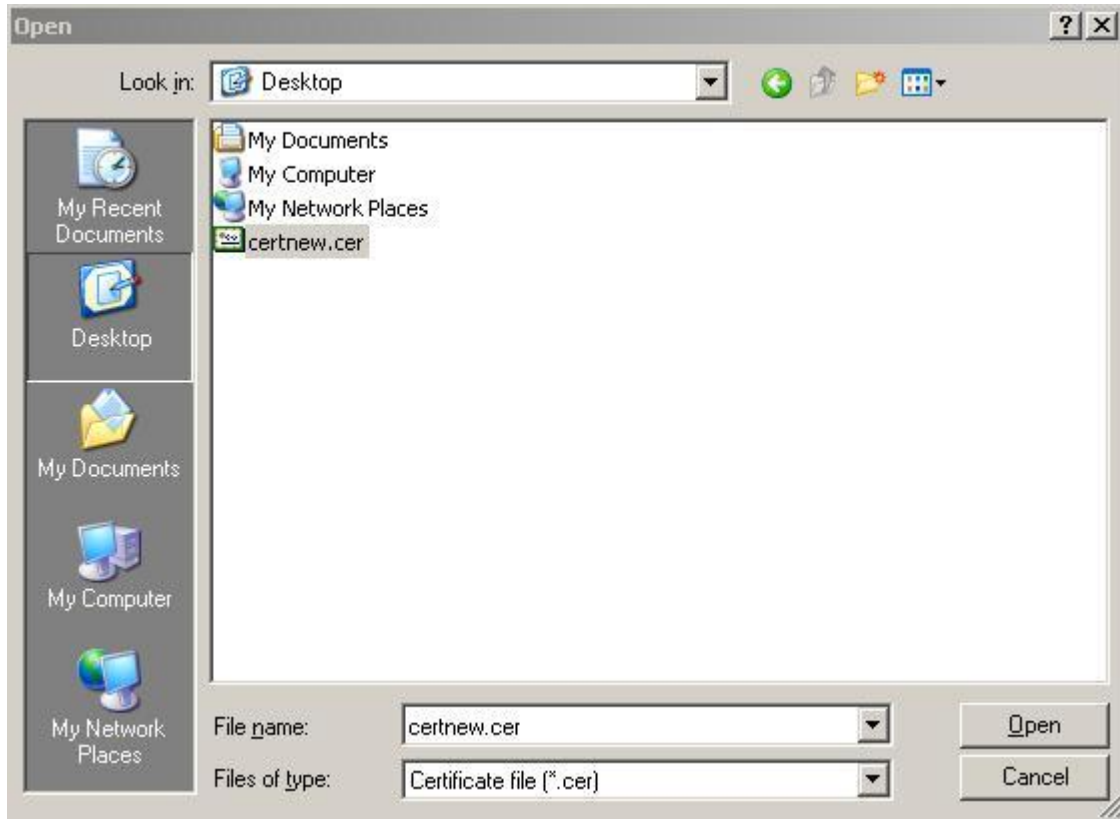 Open
Look in:
Desktop
My Recent
Documents
Desktop
My Documents
My Computer
My Network
Places
My Documents
My Computer
My Network Places
certnew.cer
File name:
certnew.cer
Open
Files of type:
Certificate file (*.cer)
Cancel